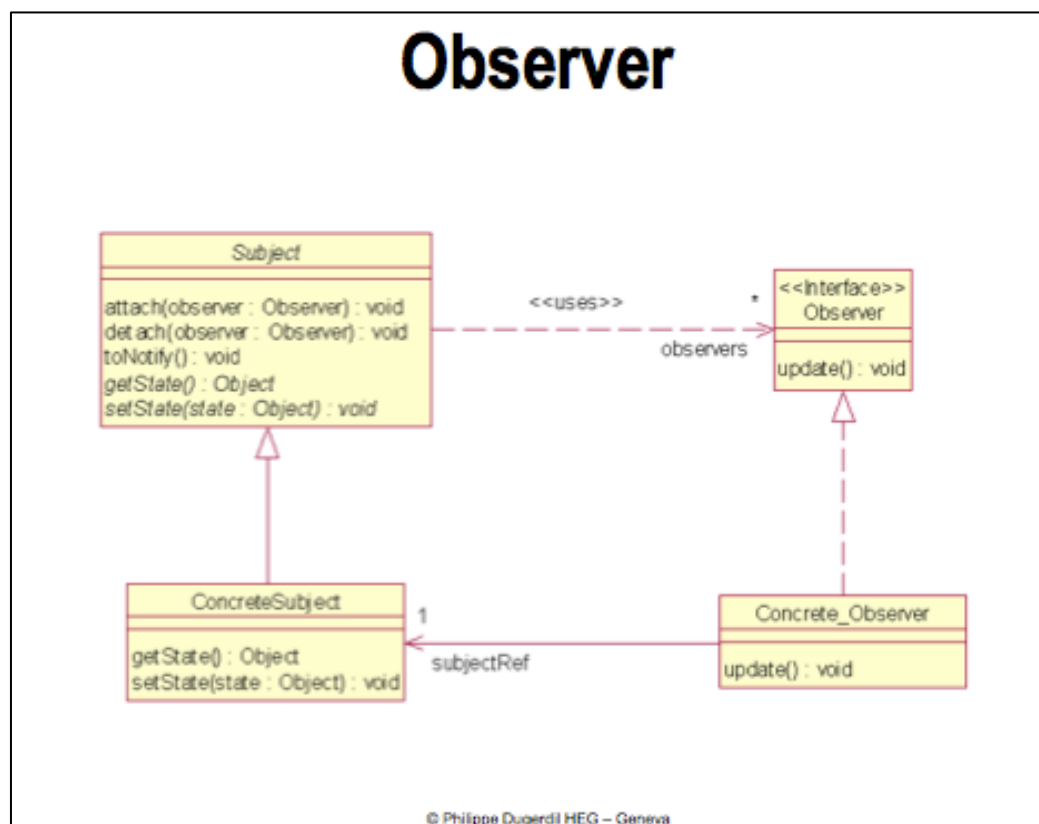 Observer
Subject
attach(observer : Observer) : void
detach(observer : Observer) : void
toNotify() : void
getState() : Object
setState(state : Object) : void
<<uses>>
*
observers
<<Interface>>
Observer
update() : void
ConcreteSubject
getState() : Object
setState(state : Object) : void
1
subjectRef
Concrete_Observer
update() : void
© Philippe Dugerdil HEG – Geneva